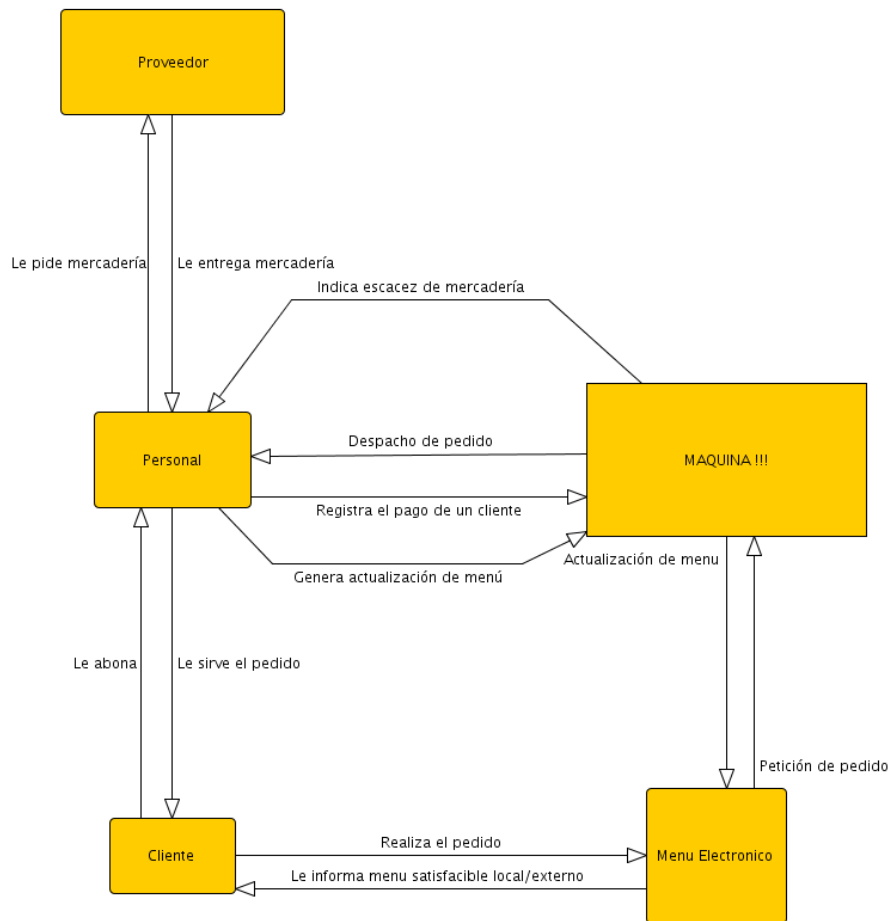 Proveedor
Le pide mercadería
Le entrega mercadería
Indica escacez de mercadería
Despacho de pedido
Personal
MAQUINA !!!
Registra el pago de un cliente
Actualización de menu
Genera actualización de menú
Le abona
Le sirve el pedido
Petición de pedido
Realiza el pedido
Cliente
Menu Electronico
Le informa menu satisfacible local/externo